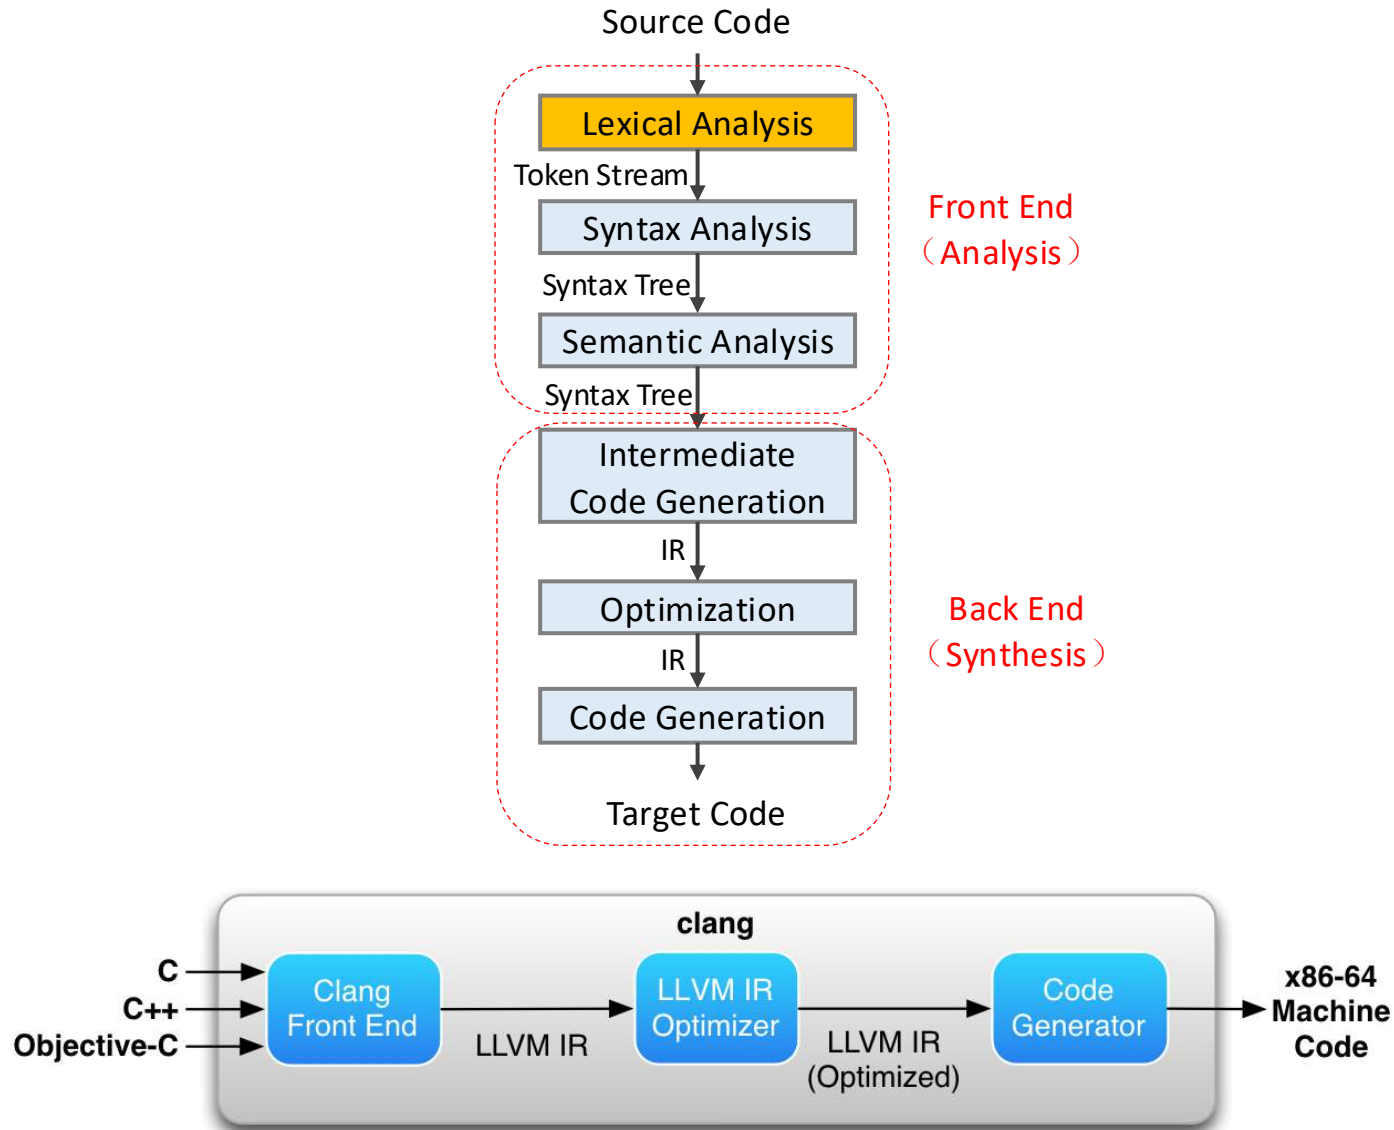 Source Code
Lexical Analysis
Token Stream
Syntax Analysis
Front End
（Analysis）
Syntax Tree
Semantic Analysis
Syntax Tree
Intermediate
Code Generation
IR
Optimization
Back End
（Synthesis）
IR
Code Generation
Target Code
clang
C
C++
Objective-C
Clang
Front End
LLVM IR
LLVM IR
Optimizer
LLVM IR
(Optimized)
Code
Generator
x86-64
Machine
Code